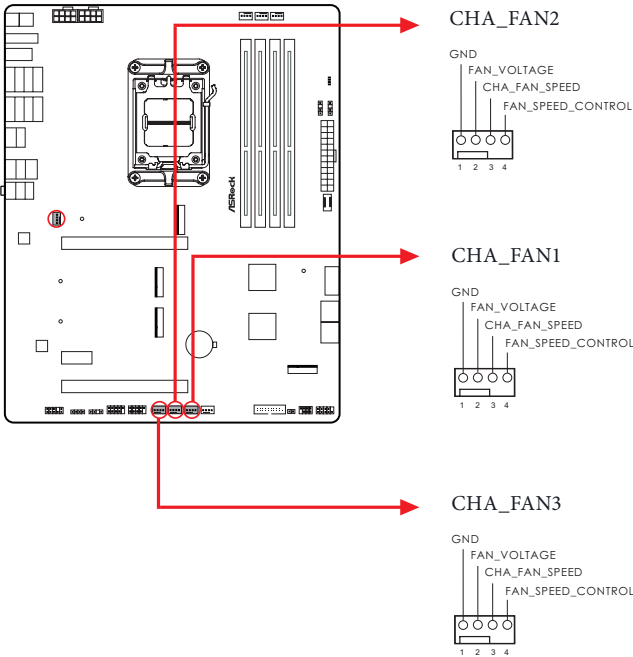 CHA_FAN2
GND
FAN_VOLTAGE
CHA_FAN_SPEED
FAN_SPEED_CONTROL
1 2 3 4
ASRock
CHA_FAN1
GND
FAN_VOLTAGE
CHA_FAN_SPEED
FAN_SPEED_CONTROL
1 2 3 4
CHA_FAN3
GND
FAN_VOLTAGE
CHA_FAN_SPEED
FAN_SPEED_CONTROL
1 2 3 4